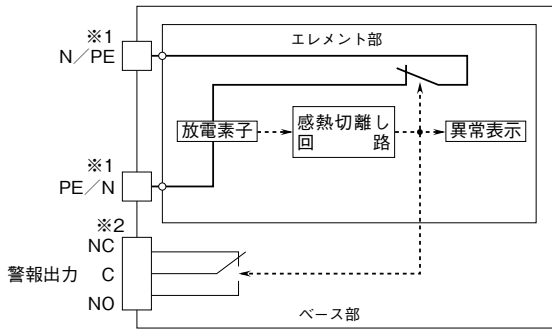 ※1
N／PE
エレメント部
放電素子
感熱切離し
回 路
異常表示
※1
PE／N
※2
NC
警報出力 C
NO
ベース部